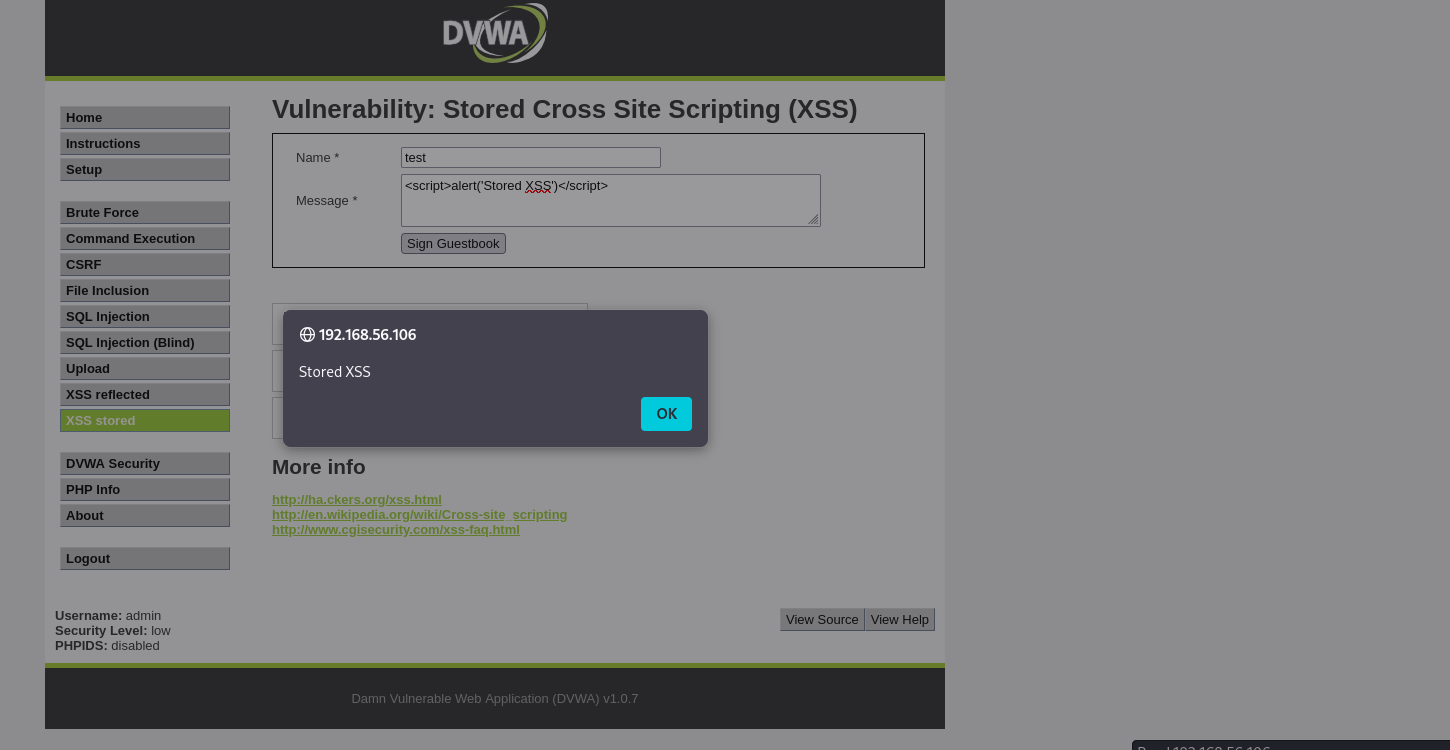 DVWA
Vulnerability: Stored Cross Site Scripting (XSS)
Home
Instructions
Setup
Brute Force
Command Execution
CSRF
File Inclusion
SQL Injection
SQL Injection (Blind)
Upload
XSS reflected
XSS stored
DVWA Security
PHP Info
About
Logout
Name * test
Message * <script>alert('Stored XSS')</script>
Sign Guestbook
192.168.56.106
Stored XSS
OK
More info
http://ha.ckers.org/xss.html
http://en.wikipedia.org/wiki/Cross-site_scripting
http://www.cgisecurity.com/xss-faq.html
Username: admin
Security Level: low
PHPIDS: disabled
View Source View Help
Damn Vulnerable Web Application (DVWA) v1.0.7
192.168.56.106